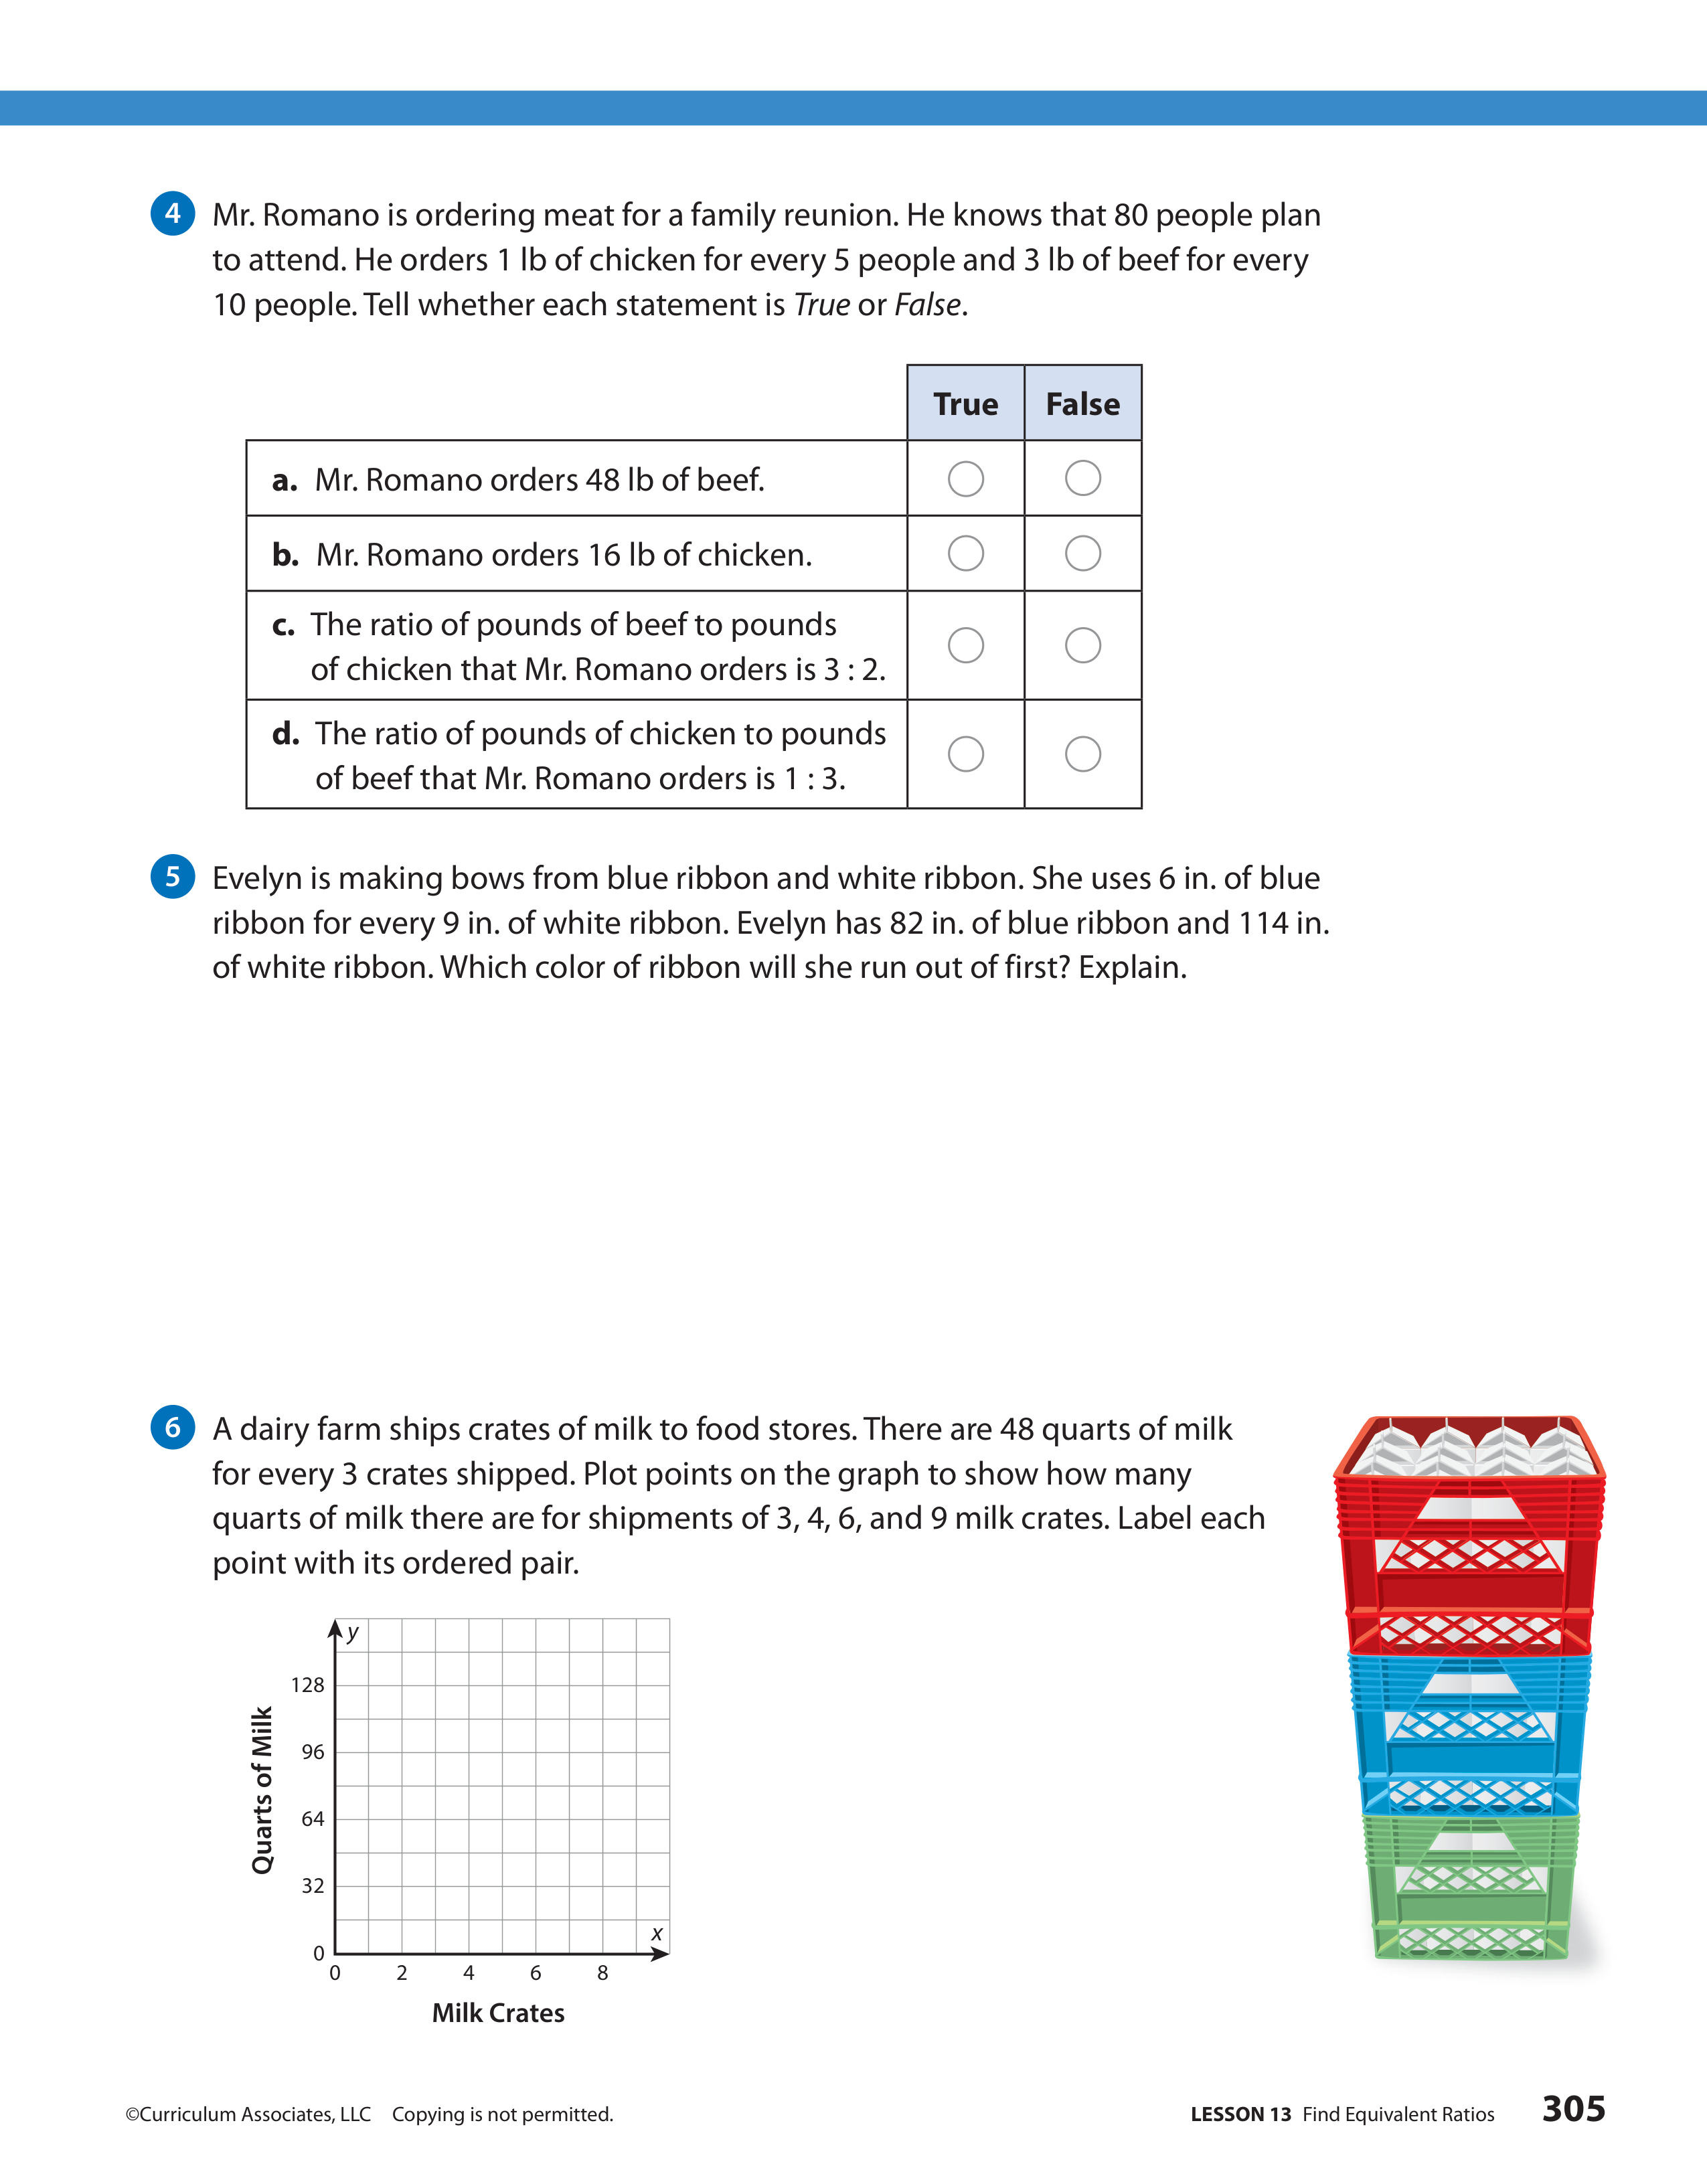 4 Mr. Romano is ordering meat for a family reunion. He knows that 80 people plan
to attend. He orders 1 lb of chicken for every 5 people and 3 lb of beef for every
10 people. Tell whether each statement is True or False.
True False
a. Mr. Romano orders 48 lb of beef.
b. Mr. Romano orders 16 lb of chicken.
c. The ratio of pounds of beef to pounds
of chicken that Mr. Romano orders is 3 : 2.
d. The ratio of pounds of chicken to pounds
of beef that Mr. Romano orders is 1 : 3.
5 Evelyn is making bows from blue ribbon and white ribbon. She uses 6 in. of blue
ribbon for every 9 in. of white ribbon. Evelyn has 82 in. of blue ribbon and 114 in.
of white ribbon. Which color of ribbon will she run out of first? Explain.
6 A dairy farm ships crates of milk to food stores. There are 48 quarts of milk
for every 3 crates shipped. Plot points on the graph to show how many
quarts of milk there are for shipments of 3, 4, 6, and 9 milk crates. Label each
point with its ordered pair.
y
128
96
64
32
0
Quarts of Milk
x
0 2 4 6 8
Milk Crates
©Curriculum Associates, LLC Copying is not permitted.
LESSON 13 Find Equivalent Ratios 305